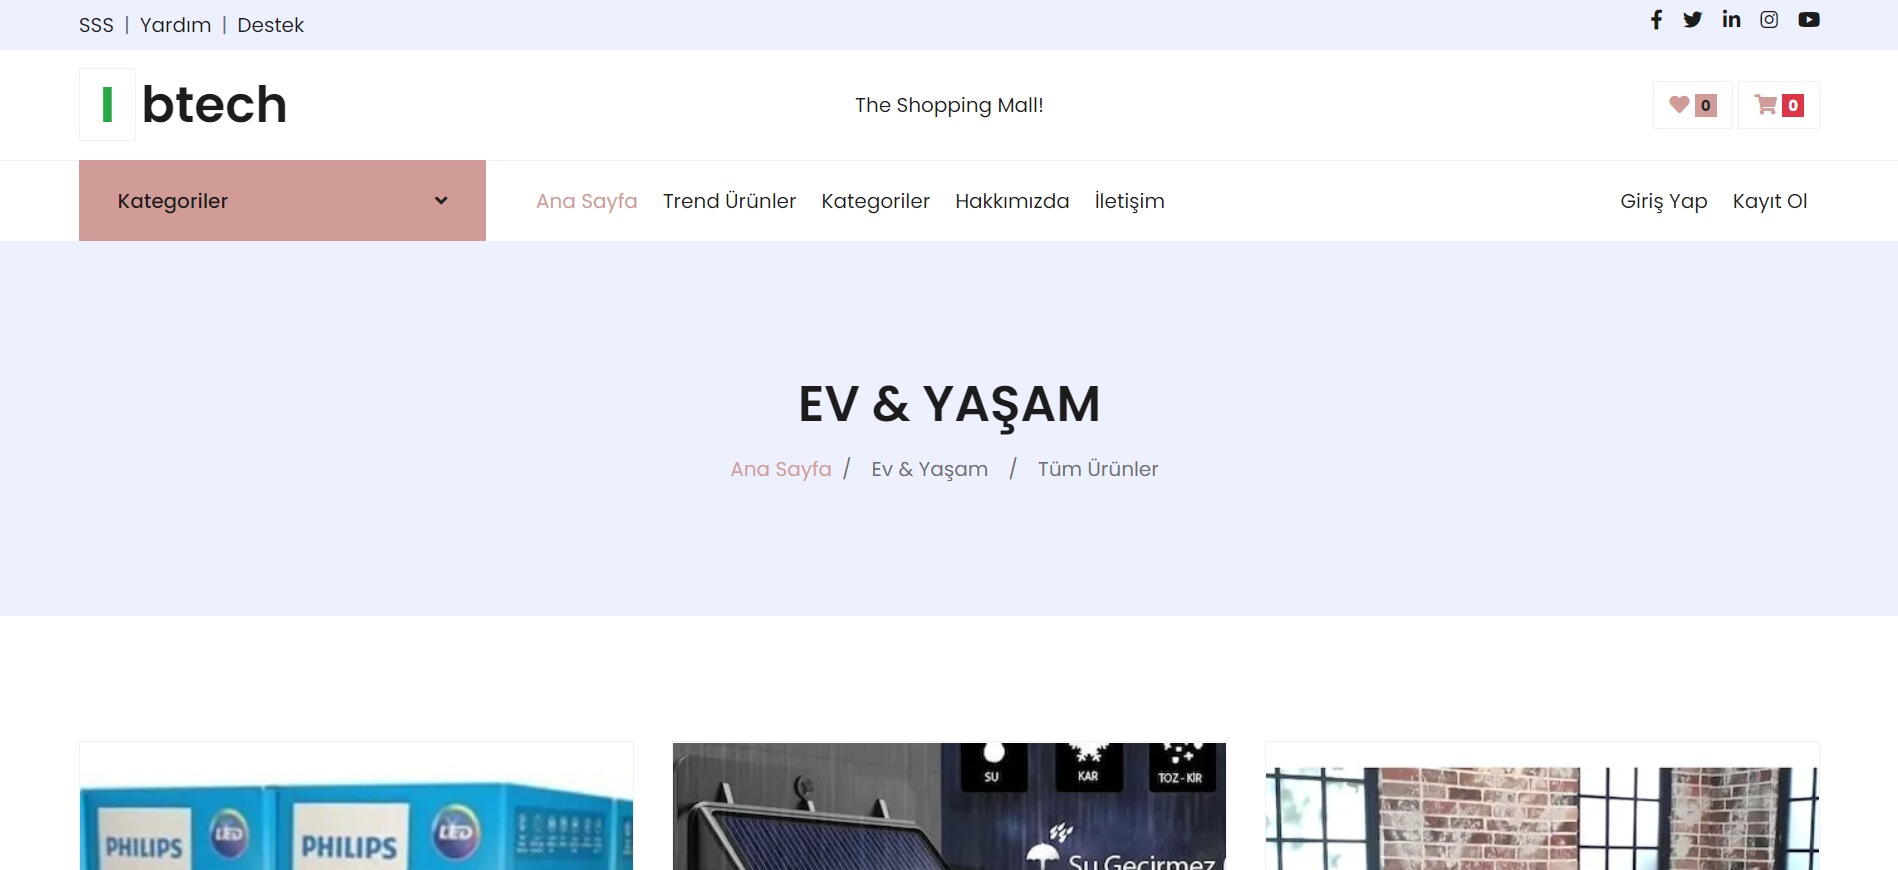 SSS | Yardım | Destek
I btech
The Shopping Mall!
0
0
Kategoriler
Ana Sayfa Trend Ürünler Kategoriler Hakkımızda İletişim
Giriş Yap Kayıt Ol
EV & YAŞAM
Ana Sayfa / Ev & Yaşam / Tüm Ürünler
PHILIPS LED PHILIPS LED
SU KAR TOZ - KİR
Su Geçirmez